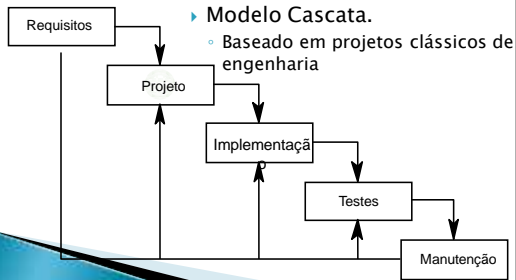 Modelo Cascata.
Baseado em projetos clássicos de
engenharia
Requisitos
Projeto
Implementaçã
o
Testes
Manutenção